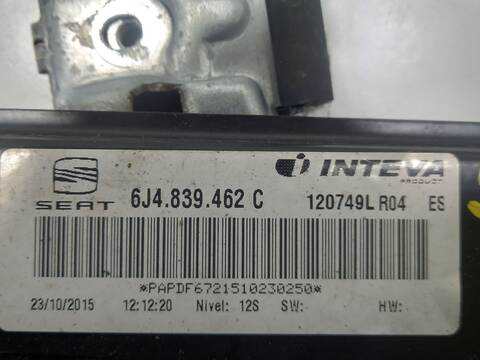 SEAT 6J4.839.462 C INTEVA PRODUCT 120749L R04 ES
*PAPDF6721510230250*
23/10/2015 12:12:20 Nivel: 12S SW:- HW:-